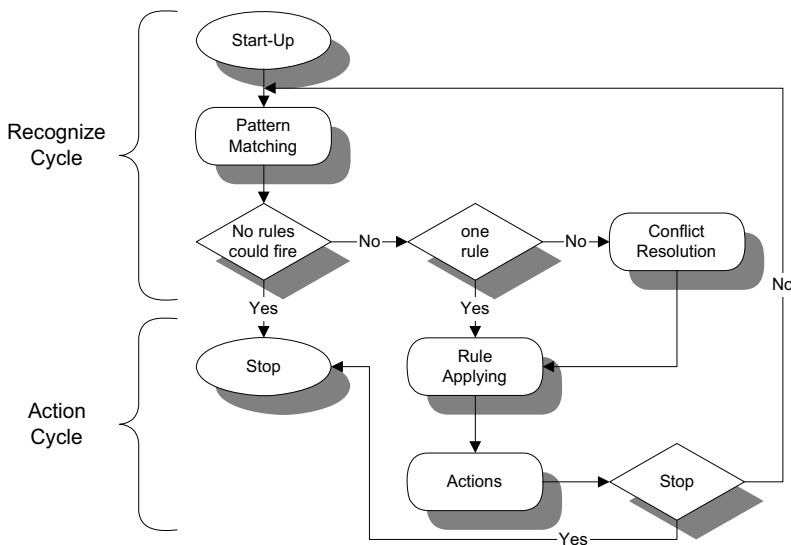 Start-Up
Recognize
Cycle
Pattern
Matching
No rules
could fire
No
one
rule
No
Conflict
Resolution
No
Yes
Yes
Stop
Rule
Applying
Action
Cycle
Actions
Stop
Yes